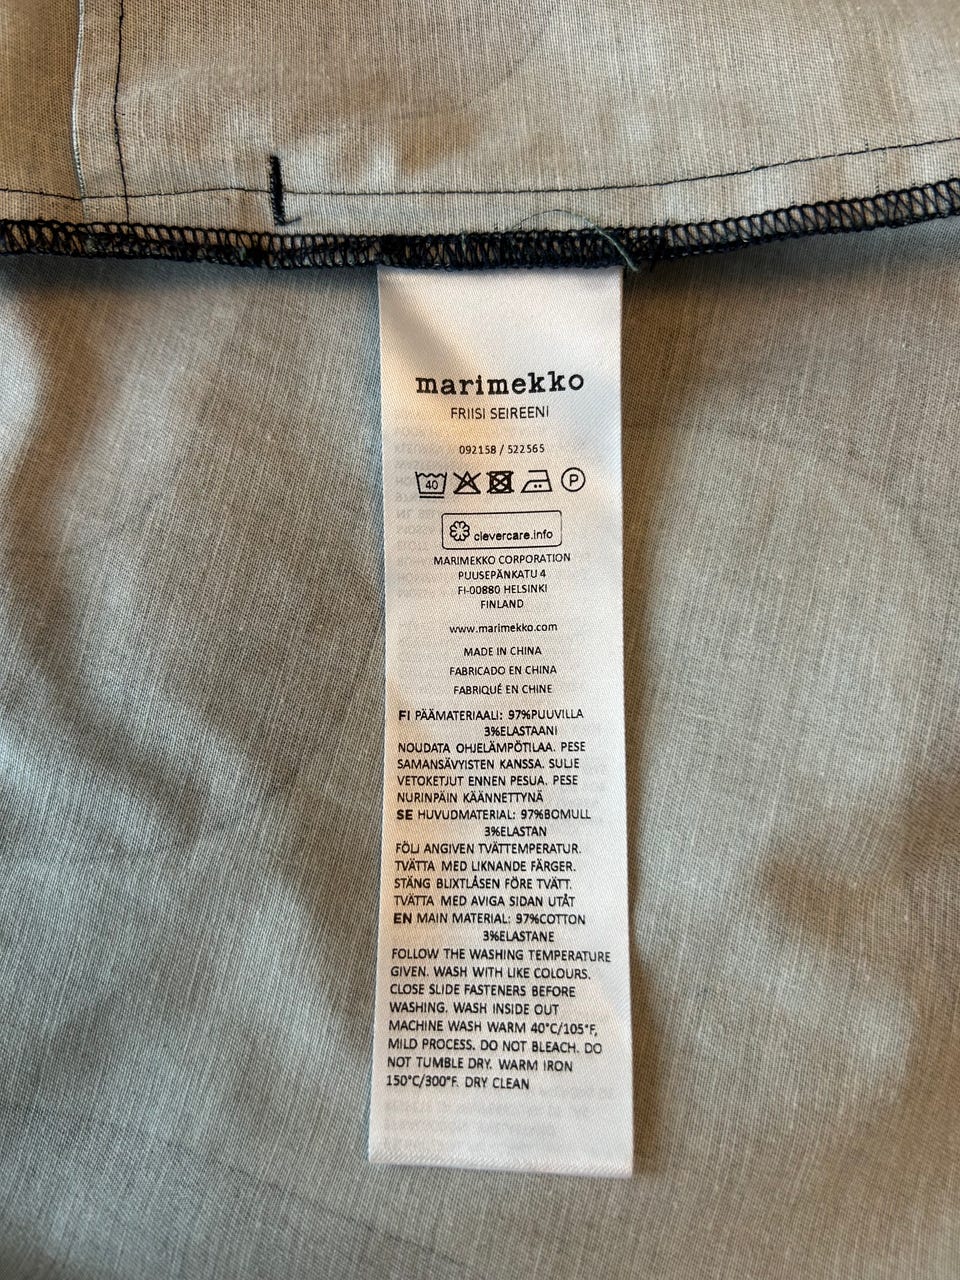 marimekko
FRIISI SEIREENI
092158 / 522565
40 P
clevercare.info
MARIMEKKO CORPORATION
PUUSEPÄNKATU 4
FI-00880 HELSINKI
FINLAND
www.marimekko.com
MADE IN CHINA
FABRICADO EN CHINA
FABRIQUÉ EN CHINE
FI PÄÄMATERIAALI: 97%PUUVILLA
3%ELASTAANI
NOUDATA OHJELÄMPÖTILAA. PESE
SAMANSÄVYISTEN KANSSA. SULJE
VETOKETJUT ENNEN PESUA. PESE
NURINPÄIN KÄÄNNETTYNÄ
SE HUVUDMATERIAL: 97%BOMULL
3%ELASTAN
FÖLJ ANGIVEN TVÄTTEMPERATUR.
TVÄTTA MED LIKNANDE FÄRGER.
STÄNG BLIXTLÅSEN FÖRE TVÄTT.
TVÄTTA MED AVIGA SIDAN UTÅT
EN MAIN MATERIAL: 97%COTTON
3%ELASTANE
FOLLOW THE WASHING TEMPERATURE
GIVEN. WASH WITH LIKE COLOURS.
CLOSE SLIDE FASTENERS BEFORE
WASHING. WASH INSIDE OUT
MACHINE WASH WARM 40°C/105°F,
MILD PROCESS. DO NOT BLEACH. DO
NOT TUMBLE DRY. WARM IRON
150°C/300°F. DRY CLEAN